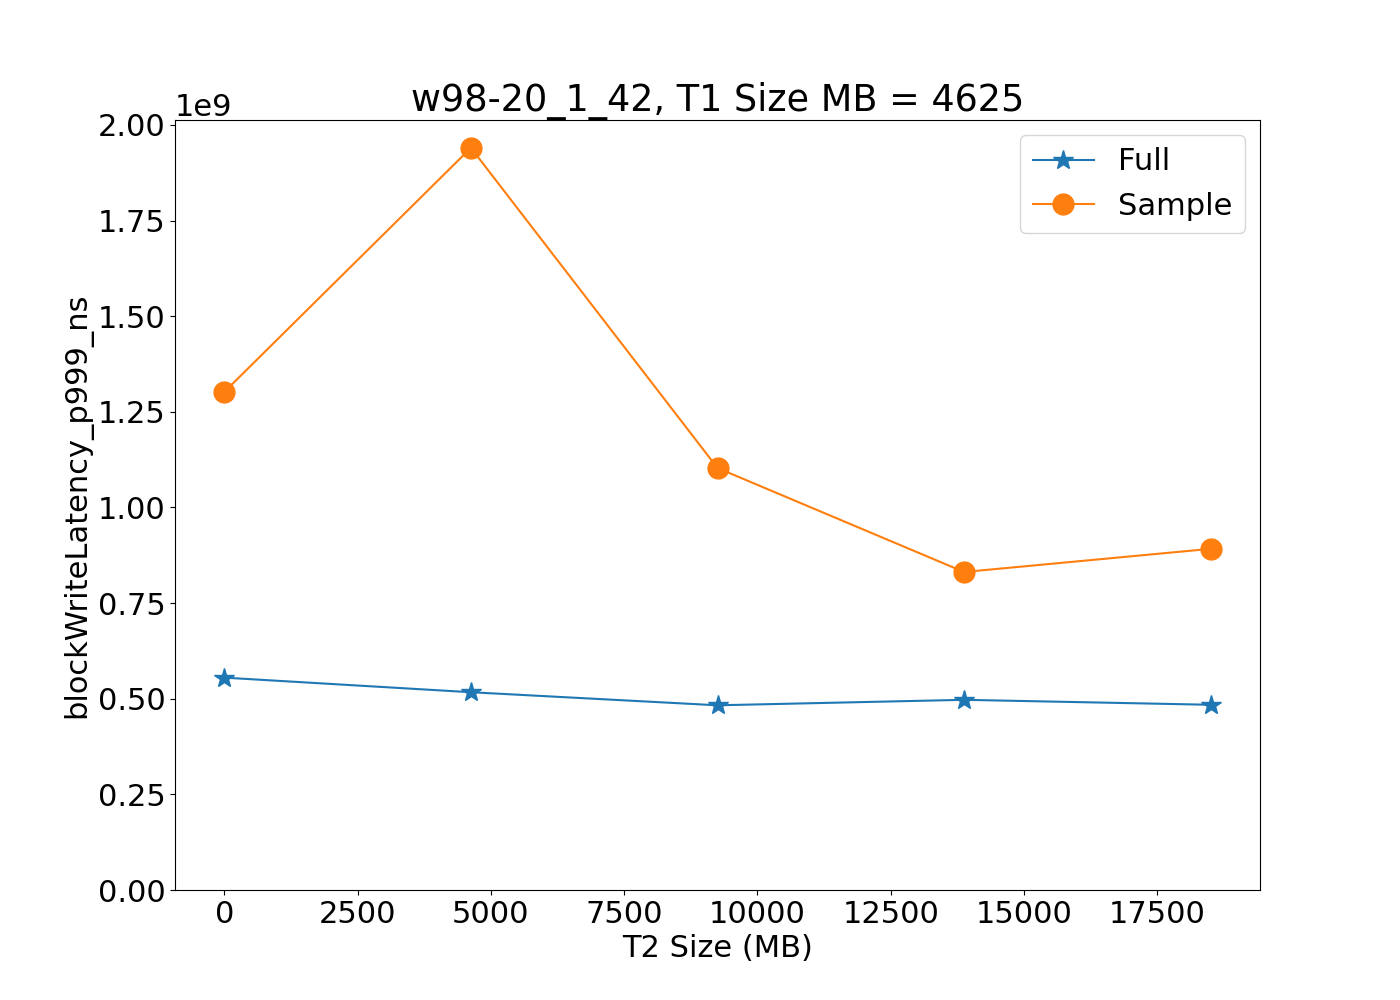 w98-20_1_42, T1 Size MB = 4625
1e9
2.00
1.75
1.50
1.25
1.00
0.75
0.50
0.25
0.00
blockWriteLatency_p999_ns
Full
Sample
0 2500 5000 7500 10000 12500 15000 17500
T2 Size (MB)